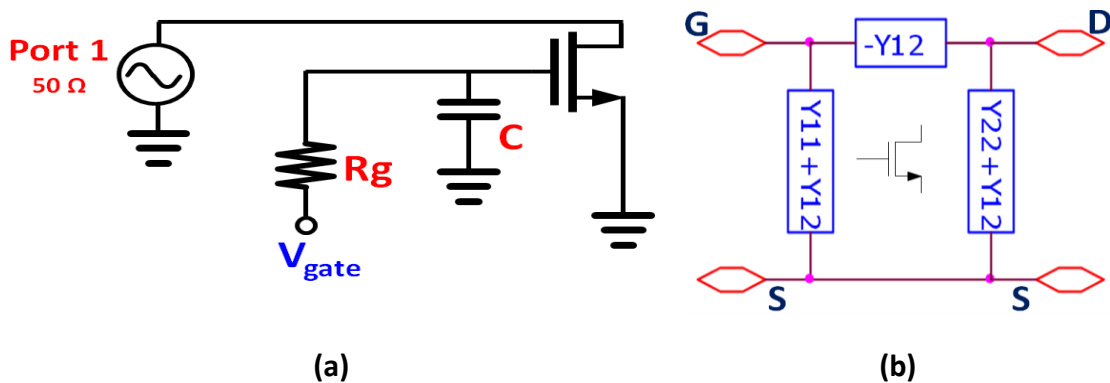 Port 1
50 Ω
C
Rg
Vgate
(a)
G
D
-Y12
Y11+Y12
Y22+Y12
S
S
(b)